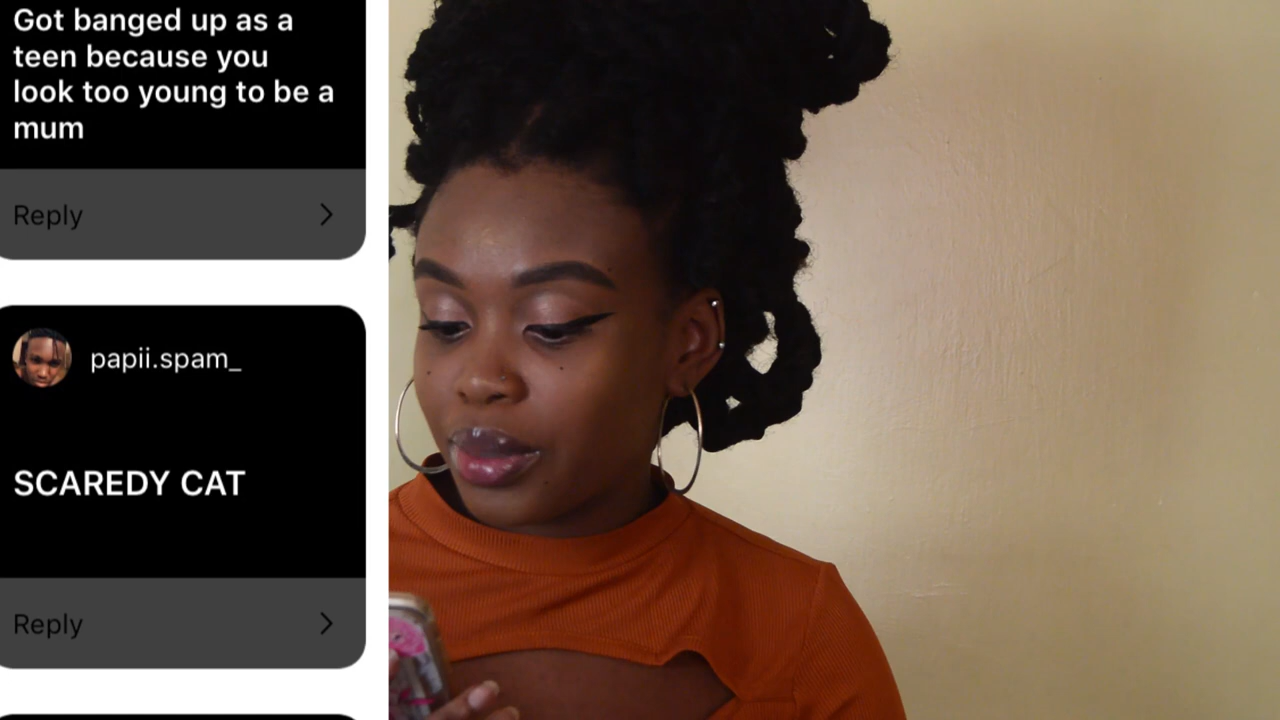 Got banged up as a
teen because you
look too young to be a
mum
Reply
papii.spam_
SCAREDY CAT
Reply